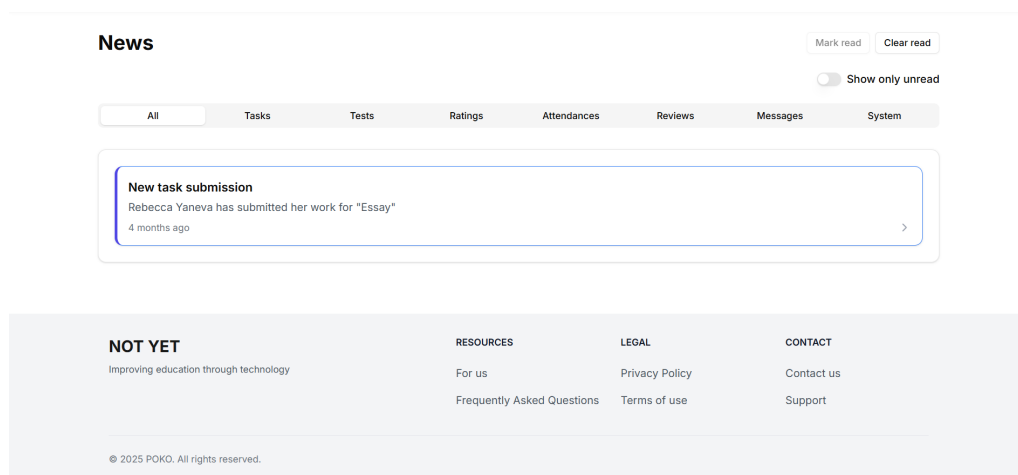 News
Mark read
Clear read
Show only unread
All
Tasks
Tests
Ratings
Attendances
Reviews
Messages
System
New task submission
Rebecca Yaneva has submitted her work for "Essay"
4 months ago
NOT YET
Improving education through technology
RESOURCES
For us
Frequently Asked Questions
LEGAL
Privacy Policy
Terms of use
CONTACT
Contact us
Support
© 2025 POKO. All rights reserved.